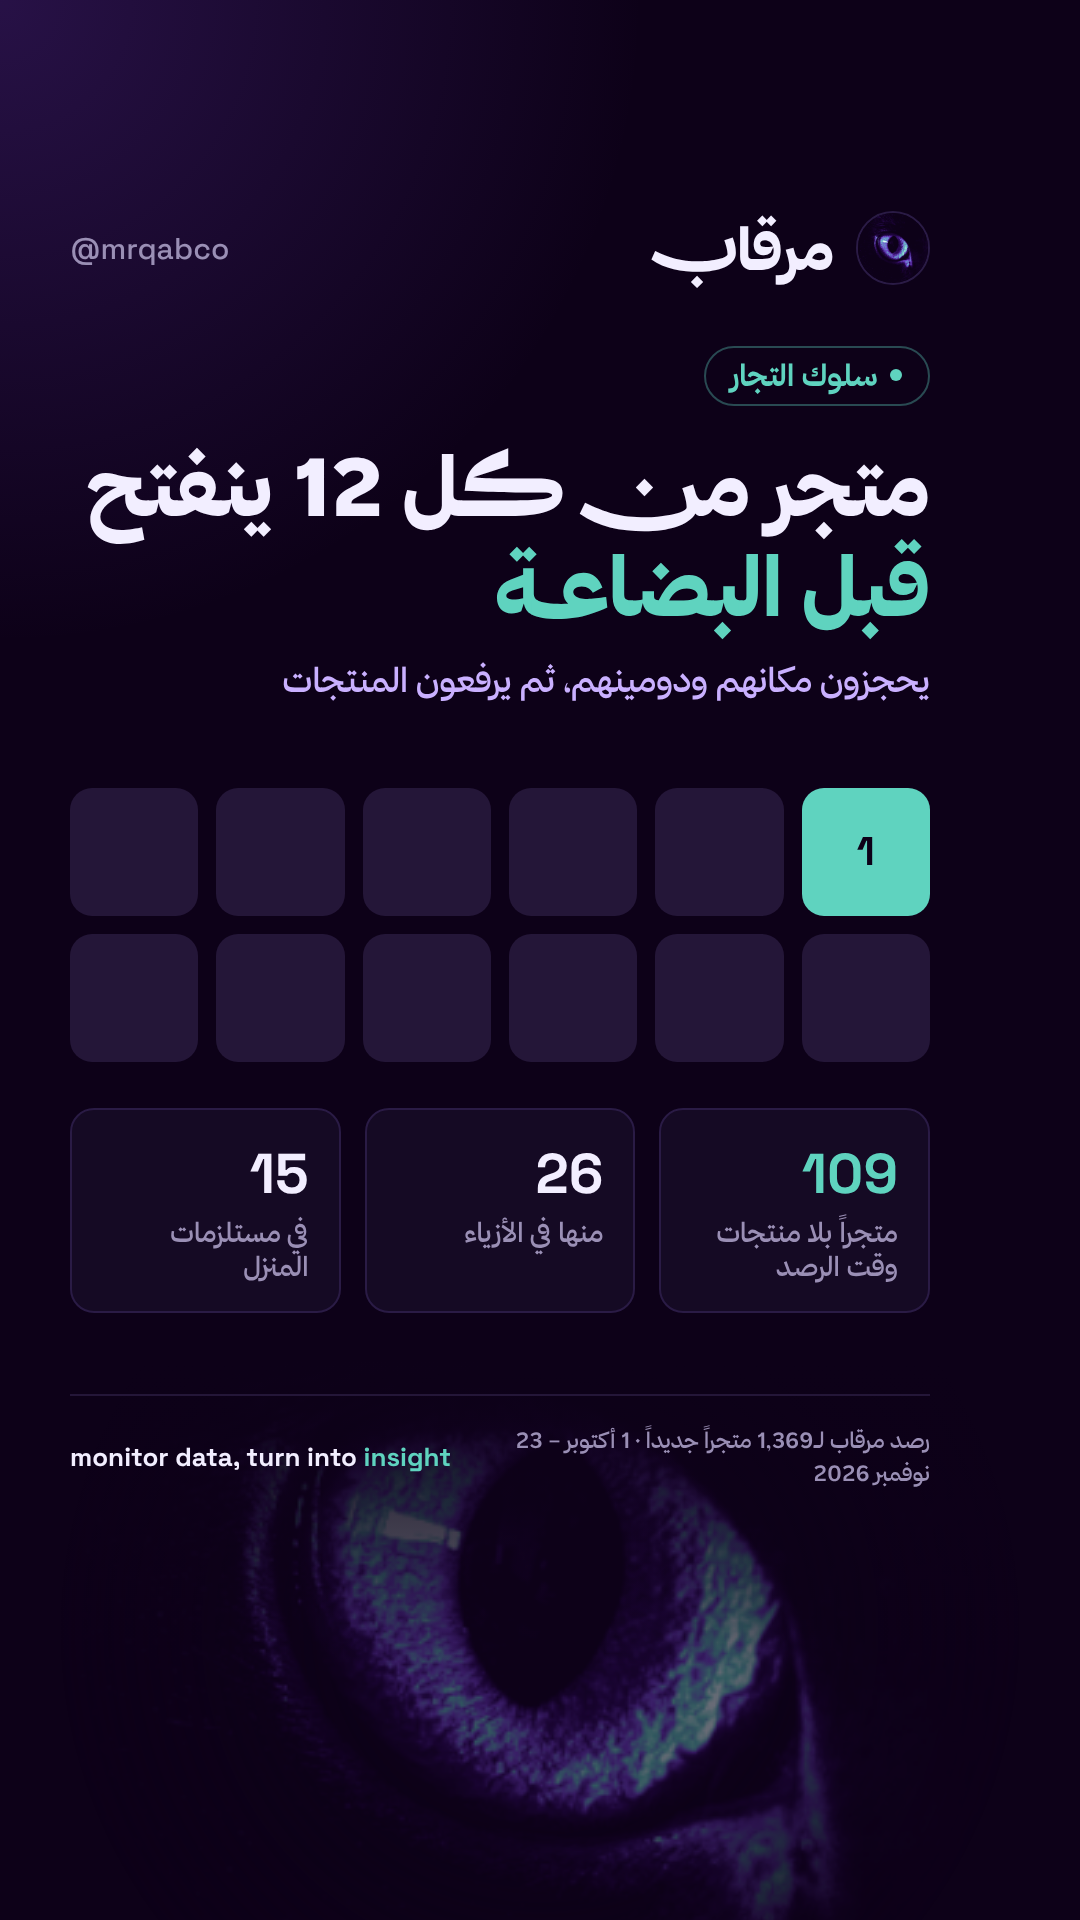 مرقاب
@mrqabco
سلوك التجار
متجر من كل 12 ينفتح
قبل البضاعة
يحجزون مكانهم ودومينهم، ثم يرفعون المنتجات
1
109
متجراً بلا منتجات
وقت الرصد
26
منها في الأزياء
15
في مستلزمات
المنزل
رصد مرقاب لـ1,369 متجراً جديداً · 1 أكتوبر – 23
نوفمبر 2026
monitor data, turn into insight